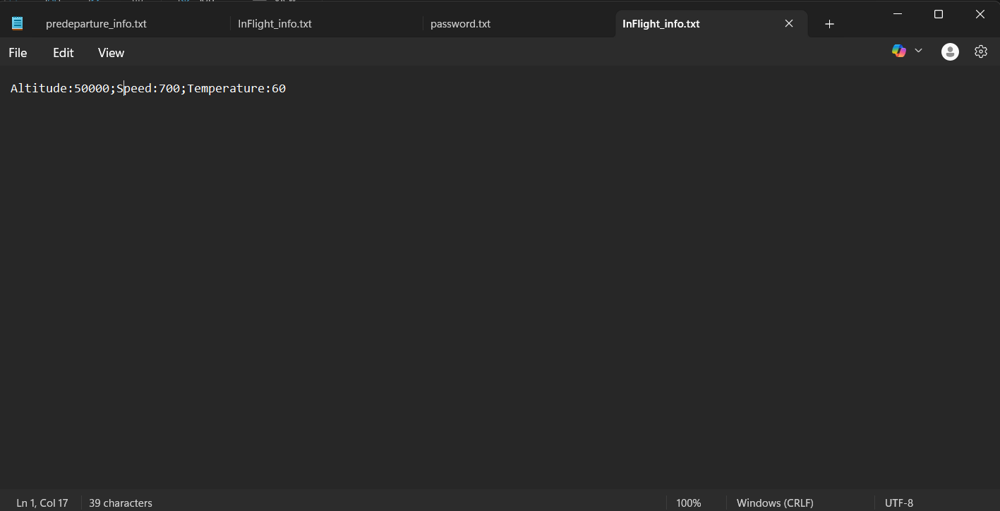 predeparture_info.txt InFlight_info.txt password.txt InFlight_info.txt
File Edit View
Altitude:50000;Speed:700;Temperature:60
Ln 1, Col 17 39 characters 100% Windows (CRLF) UTF-8